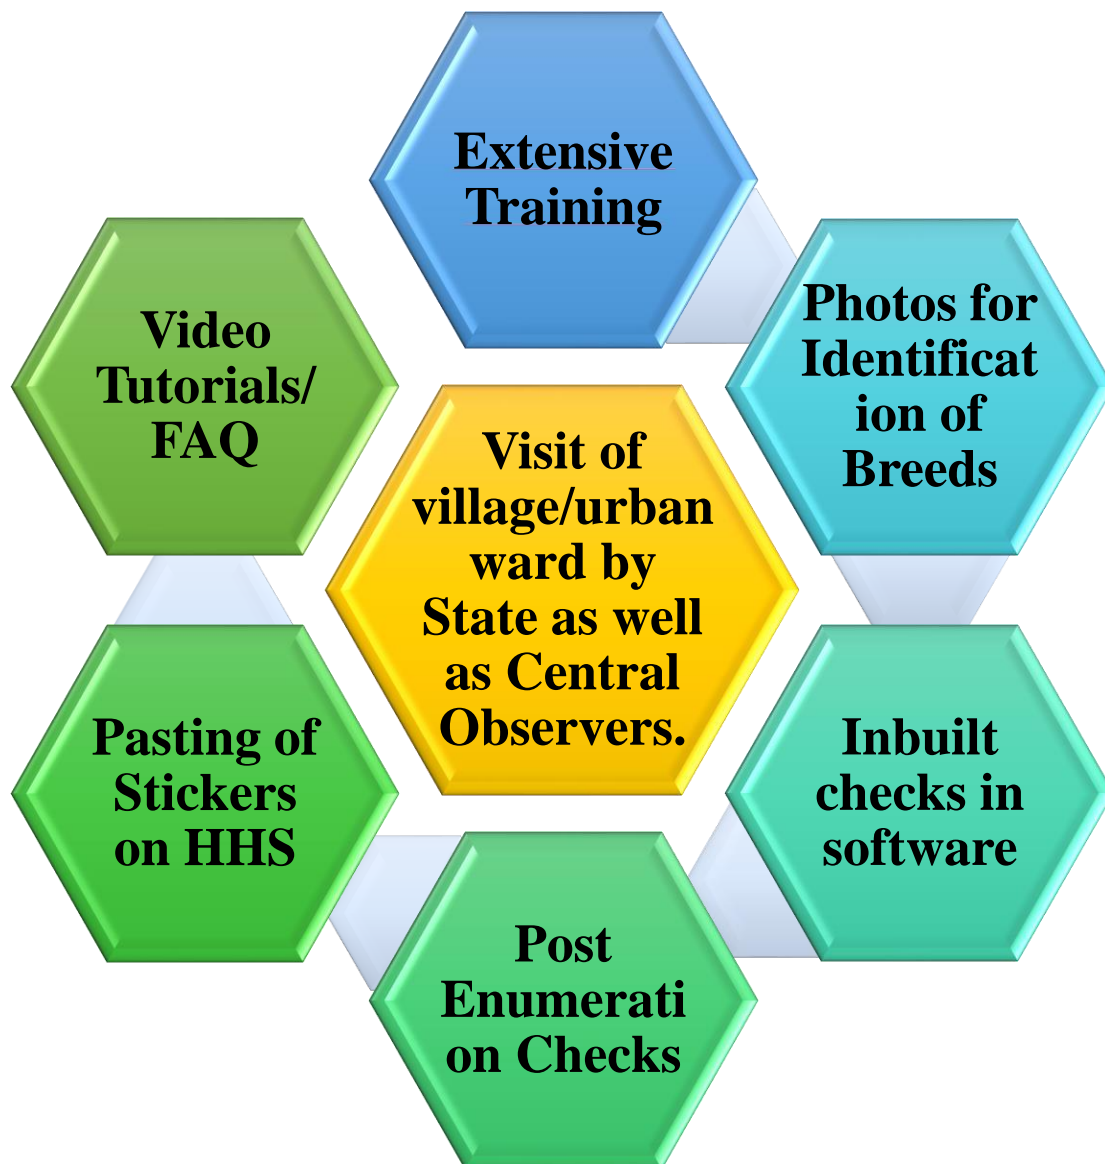 Extensive
Training
Photos for
Identificat
ion of
Breeds
Inbuilt
checks in
software
Post
Enumerati
on Checks
Pasting of
Stickers
on HHS
Video
Tutorials/
FAQ
Visit of
village/urban
ward by
State as well
as Central
Observers.